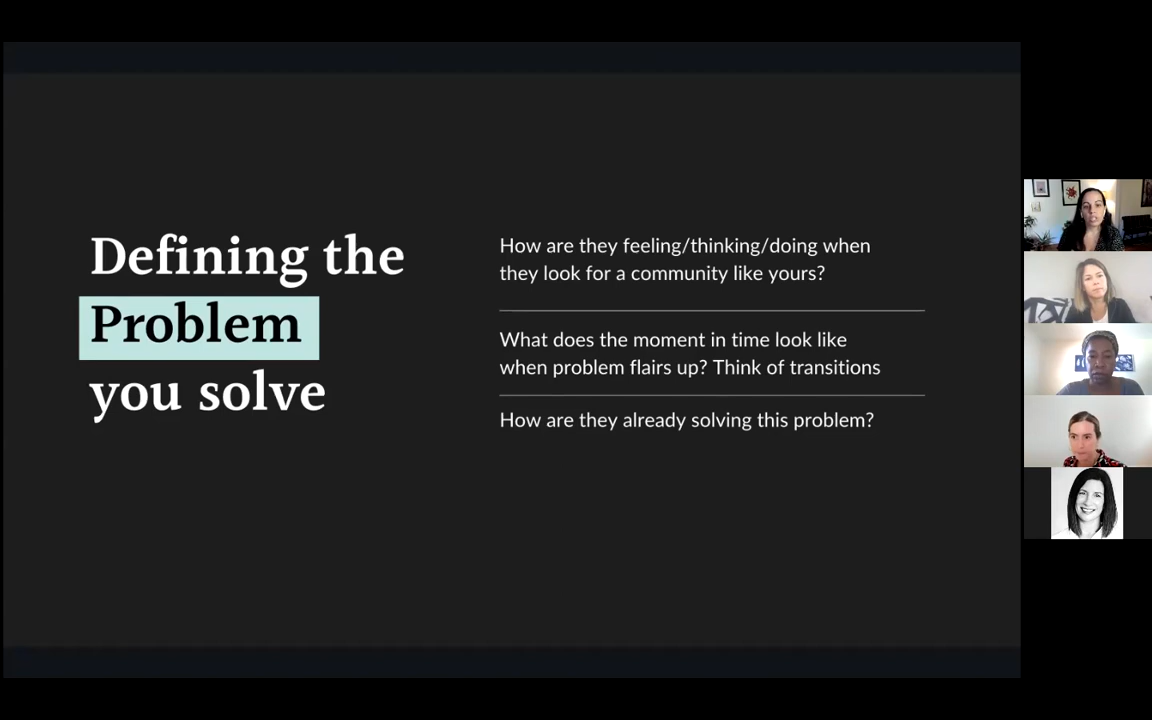 Defining the
Problem
you solve
How are they feeling/thinking/doing when
they look for a community like yours?
What does the moment in time look like
when problem flairs up? Think of transitions
How are they already solving this problem?